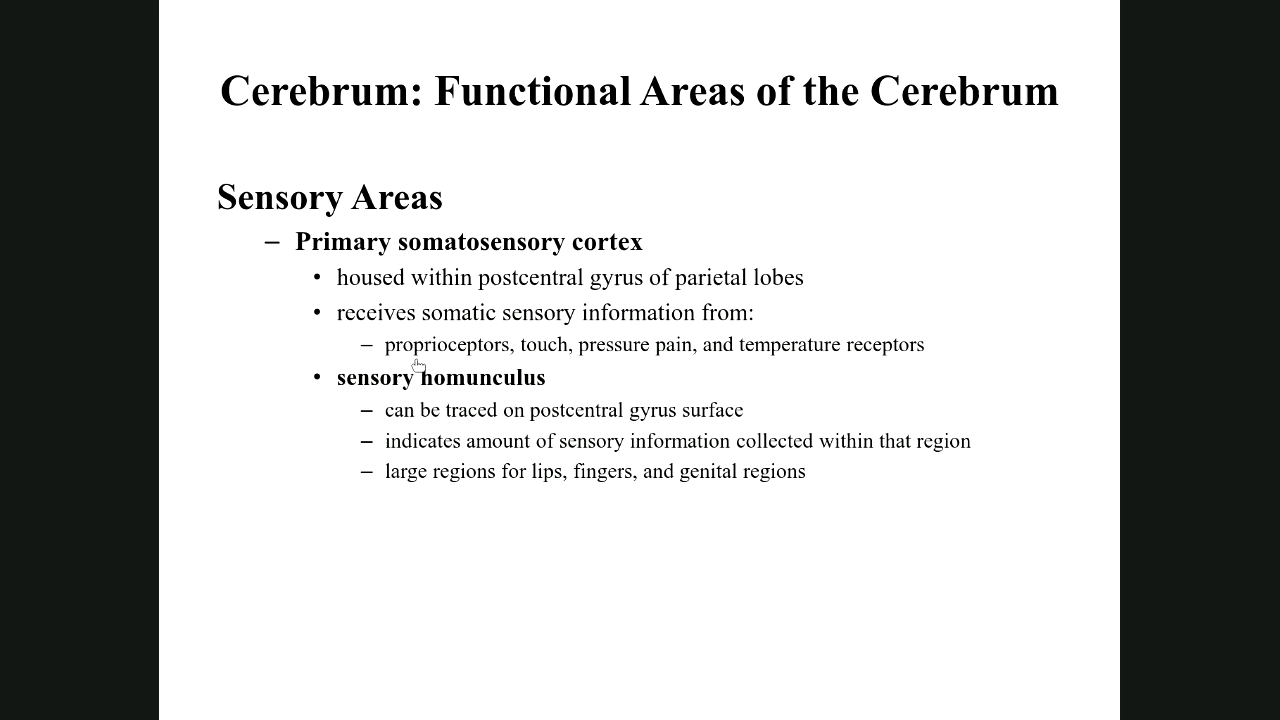 Cerebrum: Functional Areas of the Cerebrum
Sensory Areas
– Primary somatosensory cortex
• housed within postcentral gyrus of parietal lobes
• receives somatic sensory information from:
– proprioceptors, touch, pressure pain, and temperature receptors
• sensory homunculus
– can be traced on postcentral gyrus surface
– indicates amount of sensory information collected within that region
– large regions for lips, fingers, and genital regions